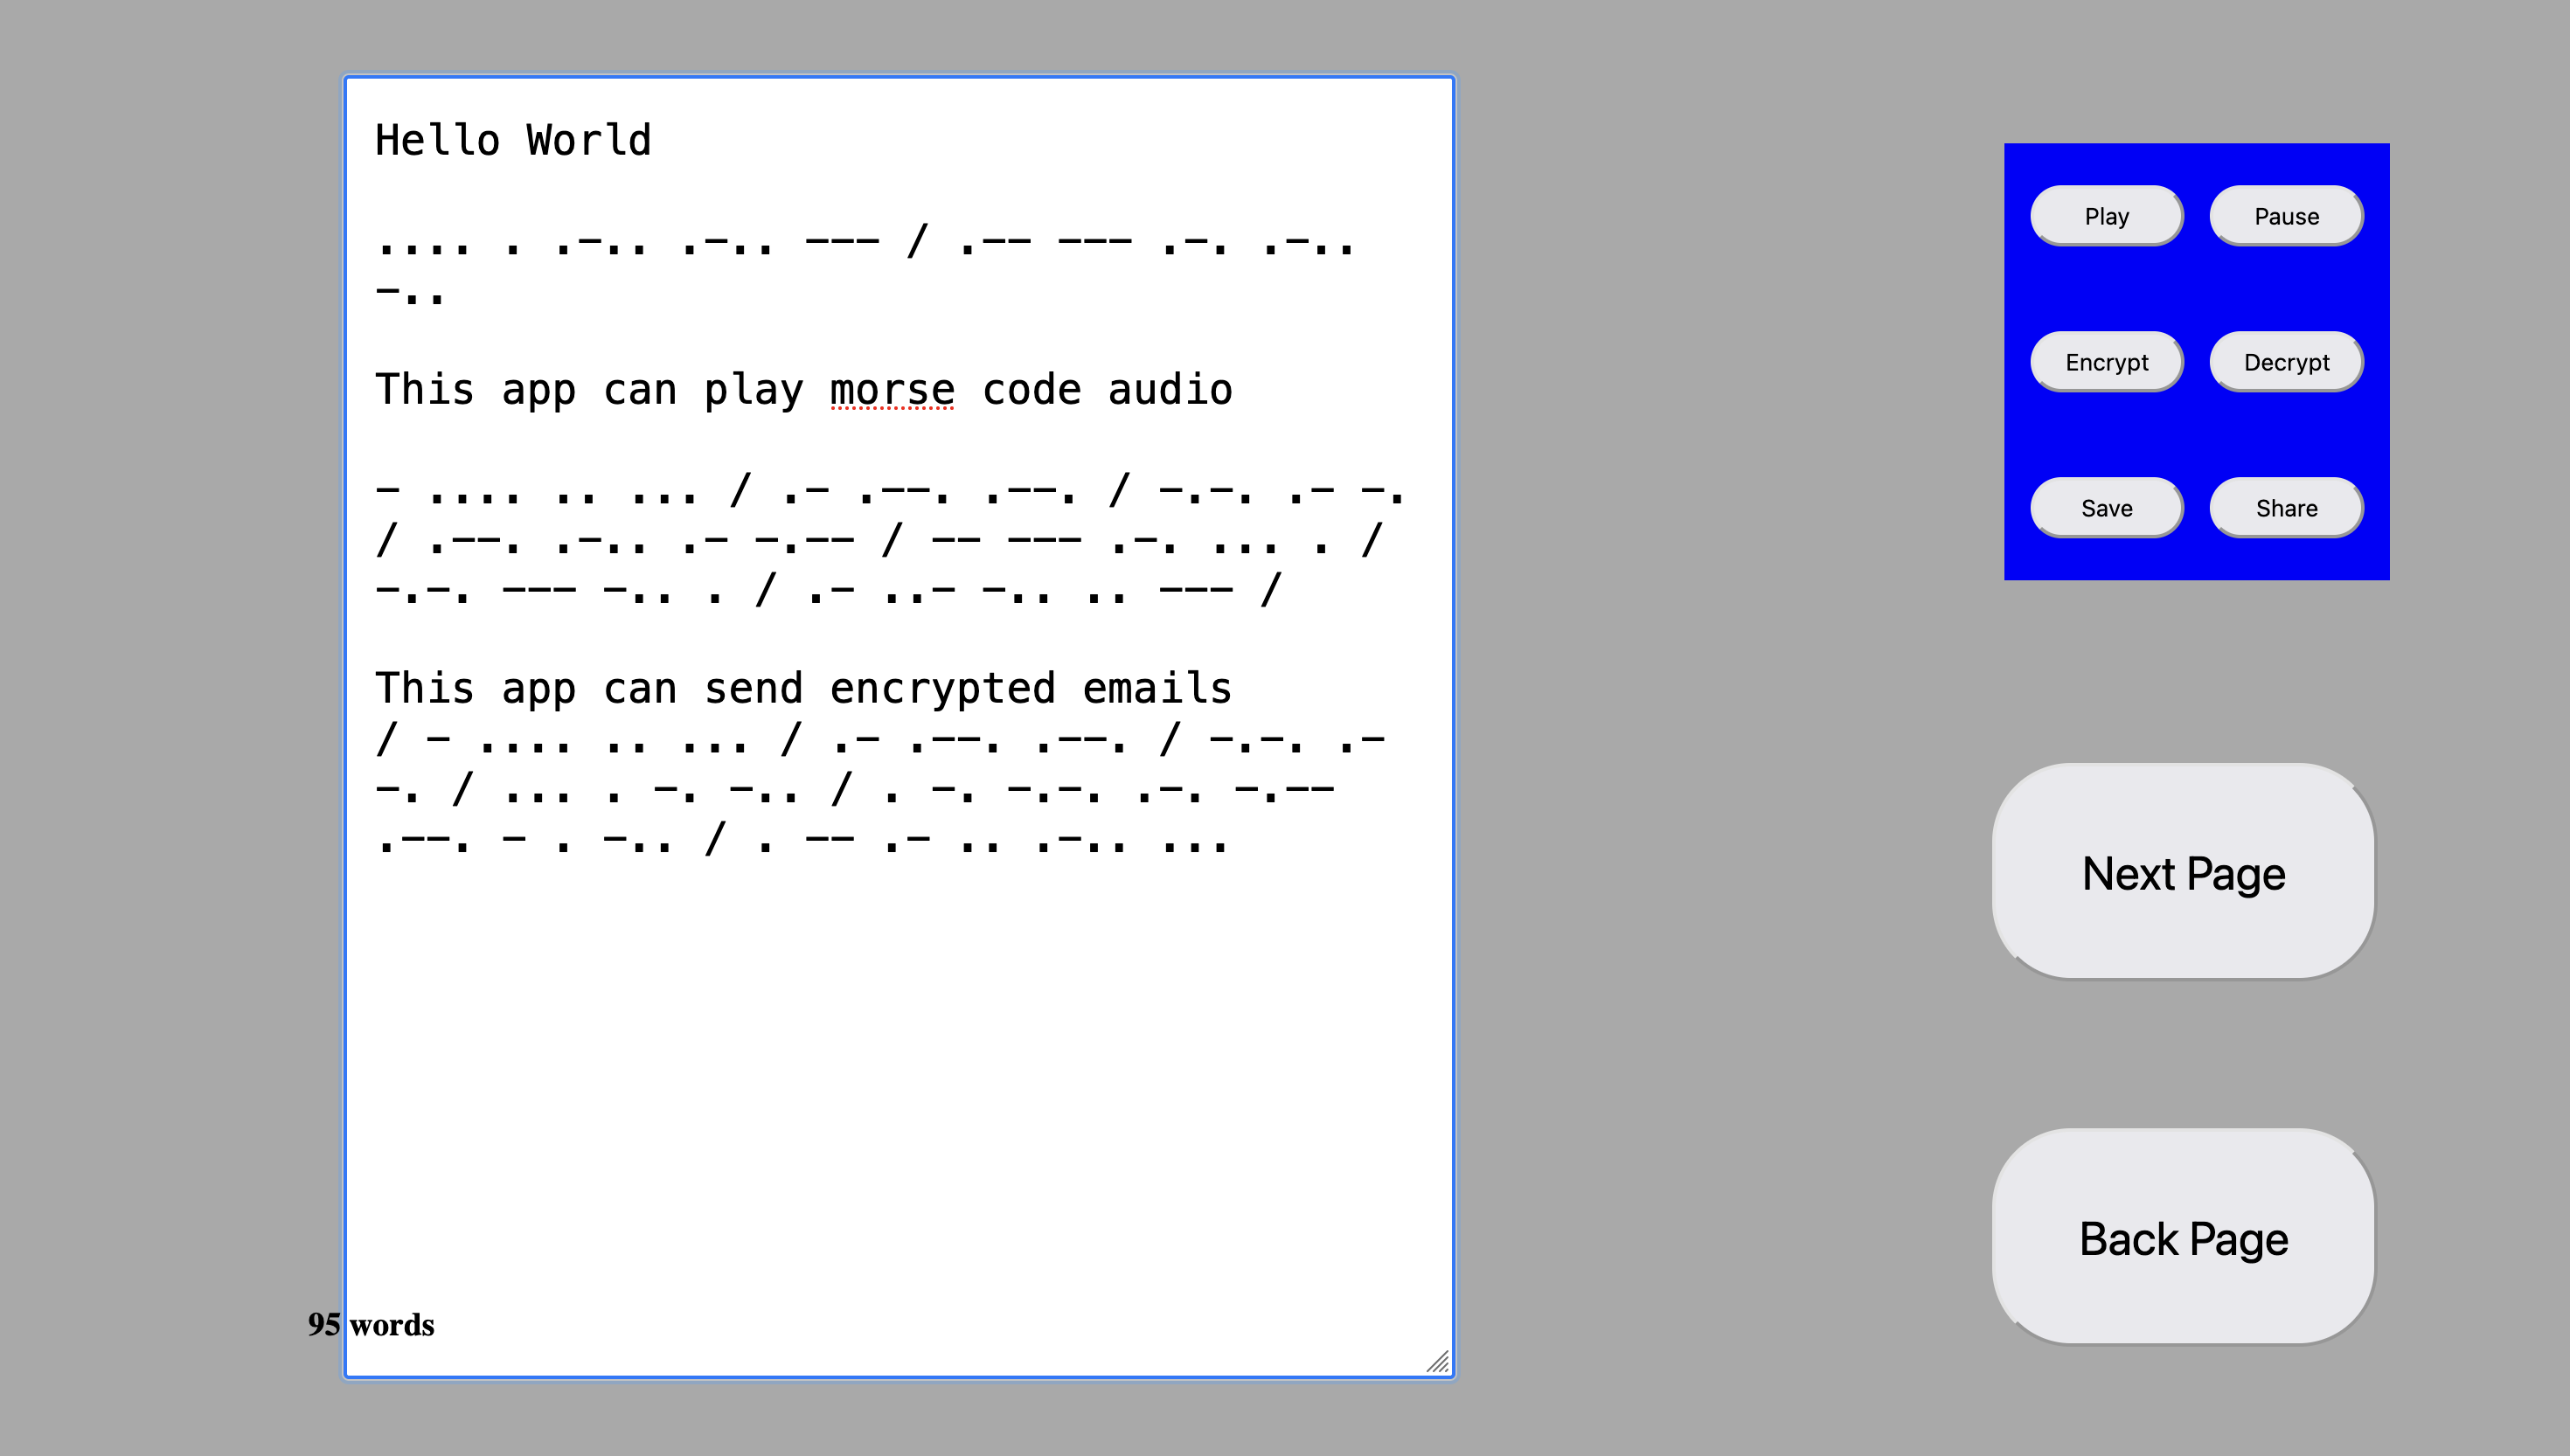 Hello World
.... . .-.. .-.. --- / .-- --- .-. .-..
-..
This app can play morse code audio
- .... .. ... / .- .--. .--. / -.-. .- -.
/ .--. .-.. .- -.-- / -- --- .-. ... . /
-.-. --- -.. . / .- ..- -.. .. --- /
This app can send encrypted emails
/ - .... .. ... / .- .--. .--. / -.-. .-
-. / ... . -. -.. / . -. -.-. .-. -.--
.--. - . -.. / . -- .- .. .-.. ...
95 words
Play Pause
Encrypt Decrypt
Save Share
Next Page
Back Page